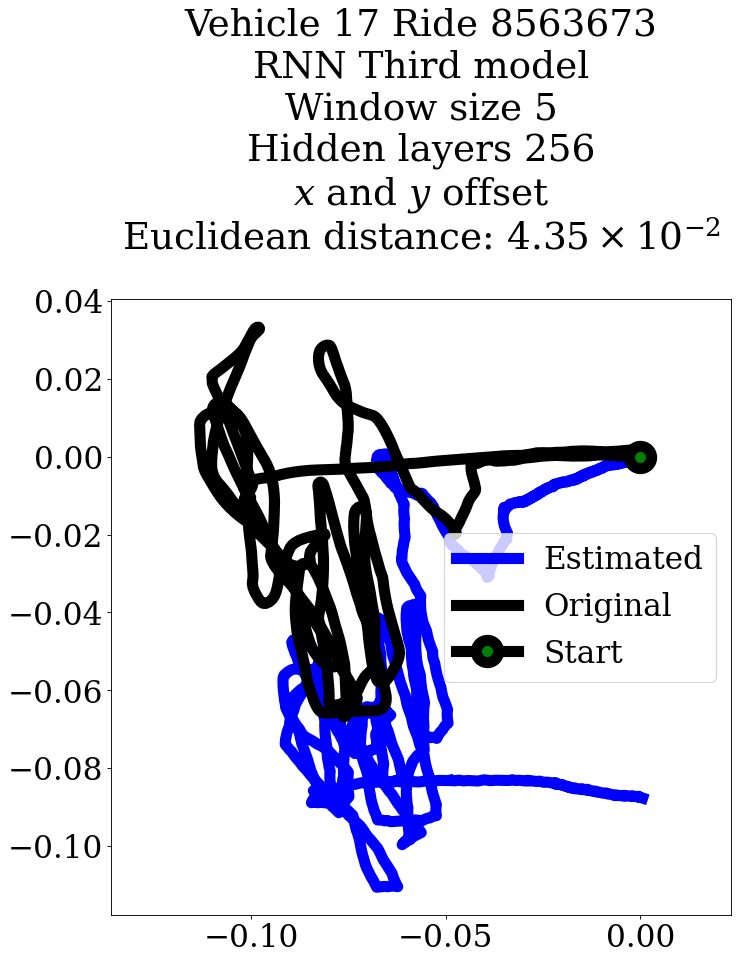 Vehicle 17 Ride 8563673
RNN Third model
Window size 5
Hidden layers 256
x and y offset
Euclidean distance: 4.35 × 10⁻²
0.04
0.02
0.00
−0.02
−0.04
−0.06
−0.08
−0.10
Estimated
Original
Start
−0.10 −0.05 0.00